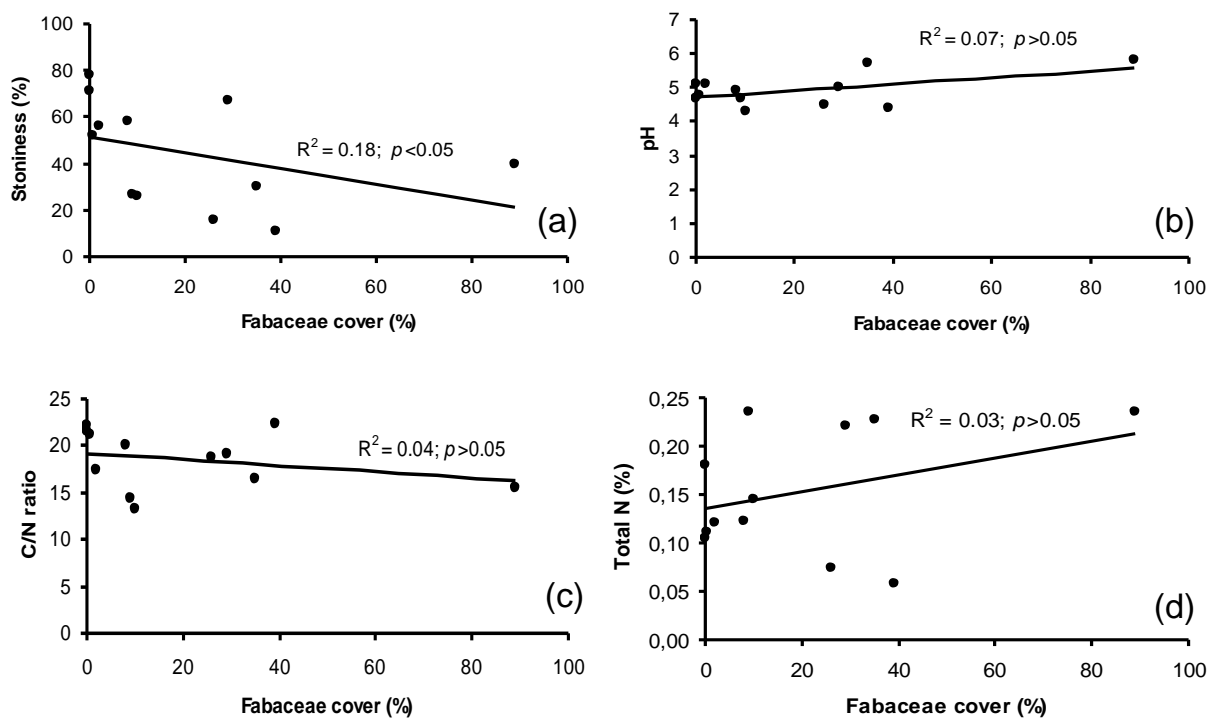 100
80
60
40
20
0
Stoniness (%)
R² = 0.18; p<0.05
(a)
0 20 40 60 80 100
Fabaceae cover (%)
7
6
5
4
3
2
1
0
pH
R² = 0.07; p>0.05
(b)
0 20 40 60 80 100
Fabaceae cover (%)
25
20
15
10
5
0
C/N ratio
R² = 0.04; p>0.05
(c)
0 20 40 60 80 100
Fabaceae cover (%)
0,25
0,20
0,15
0,10
0,05
0,00
Total N (%)
R² = 0.03; p>0.05
(d)
0 20 40 60 80 100
Fabaceae cover (%)